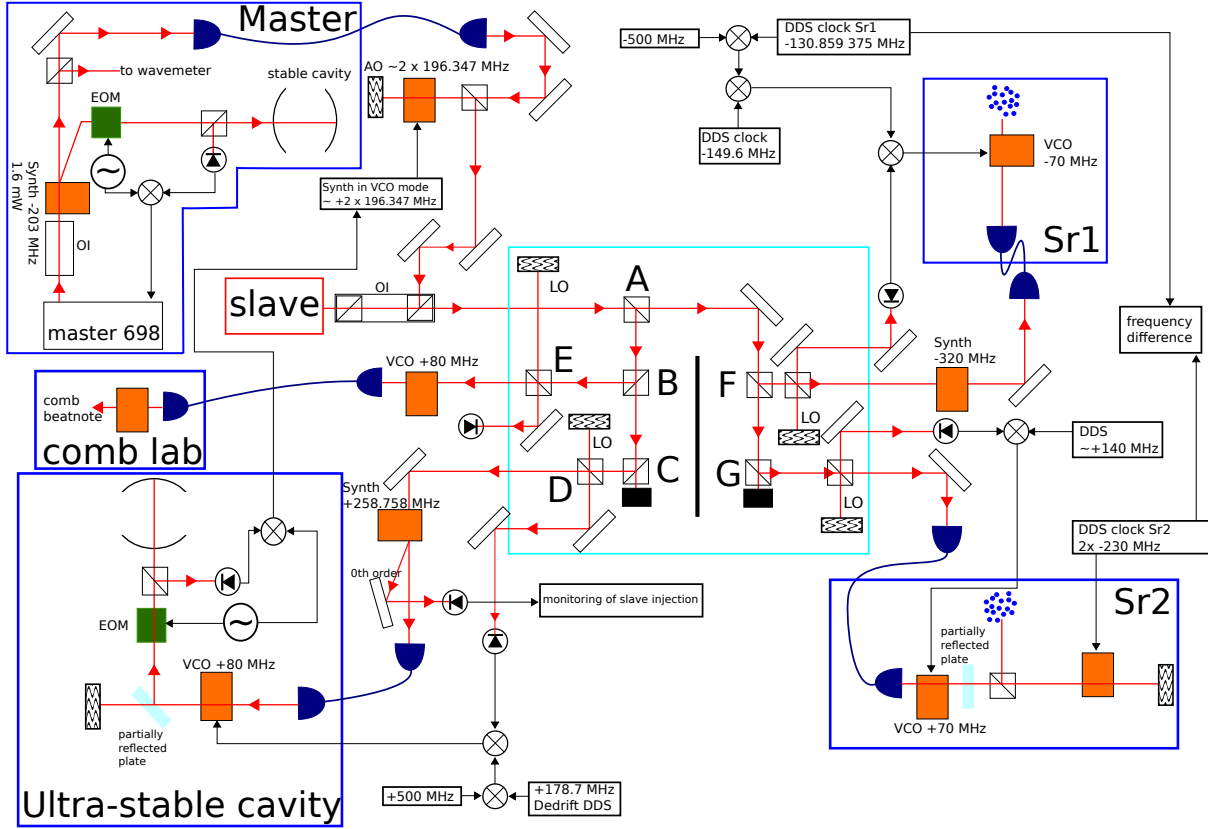 Master
to wavemeter
EOM
stable cavity
Synth -203 MHz
1.6 mW
OI
master 698
AO ~2 x 196.347 MHz
Synth in VCO mode
~ +2 x 196.347 MHz
-500 MHz
DDS clock Sr1
-130.859 375 MHz
DDS clock
-149.6 MHz
VCO
-70 MHz
Sr1
frequency
difference
slave
OI
LO
A
E
B
F
VCO +80 MHz
Synth
-320 MHz
comb
beatnote
comb lab
LO
LO
D
C
G
LO
DDS
~+140 MHz
Synth
+258.758 MHz
DDS clock Sr2
2x -230 MHz
0th order
monitoring of slave injection
EOM
VCO +80 MHz
partially
reflected
plate
Ultra-stable cavity
+500 MHz
+178.7 MHz
Dedrift DDS
Sr2
partially
reflected
plate
VCO +70 MHz